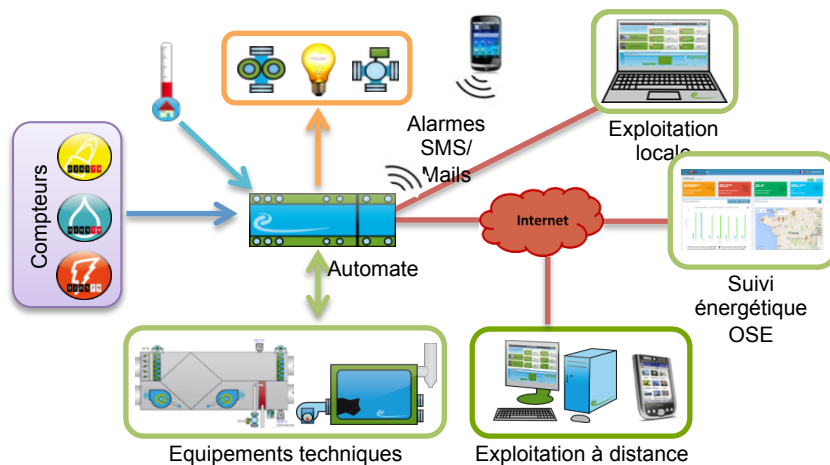 Alarmes
SMS/
Mails
Exploitation
locale
Compteurs
Internet
Automate
Suivi
énergétique
OSE
Equipements techniques
Exploitation à distance